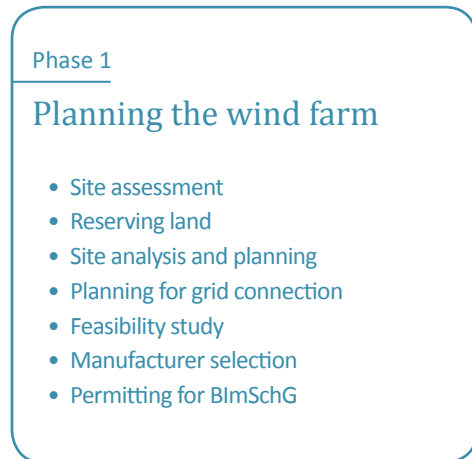 Phase 1
Planning the wind farm
• Site assessment
• Reserving land
• Site analysis and planning
• Planning for grid connection
• Feasibility study
• Manufacturer selection
• Permitting for BImSchG